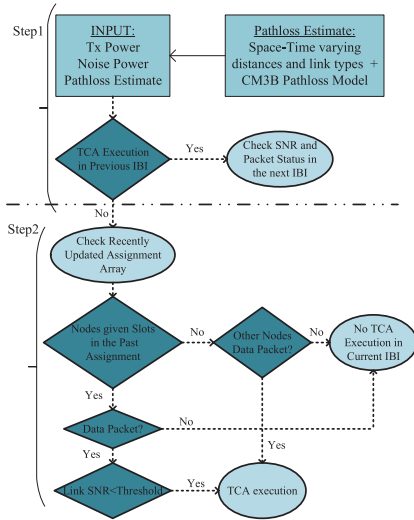 Step1
INPUT:
Tx Power
Noise Power
Pathloss Estimate
Pathloss Estimate:
Space-Time varying
distances and link types +
CM3B Pathloss Model
TCA Execution
in Previous IBI
Yes
Check SNR and
Packet Status in
the next IBI
No
Step2
Check Recently
Updated Assignment
Array
Nodes given Slots
in the Past
Assignment
No
Other Nodes
Data Packet?
No
No TCA
Execution in
Current IBI
Yes
Data Packet?
No
Yes
Yes
Link SNR<Threshold
Yes
TCA execution